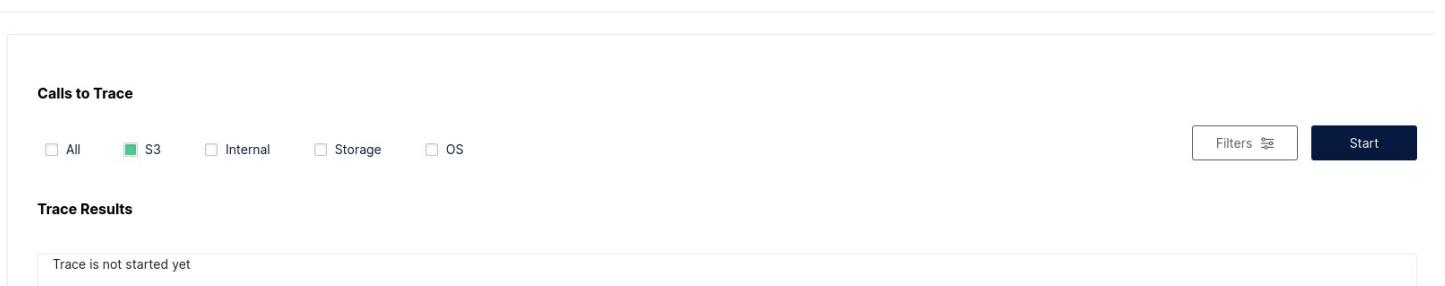 Calls to Trace
All S3 Internal Storage OS Filters Start
Trace Results
Trace is not started yet